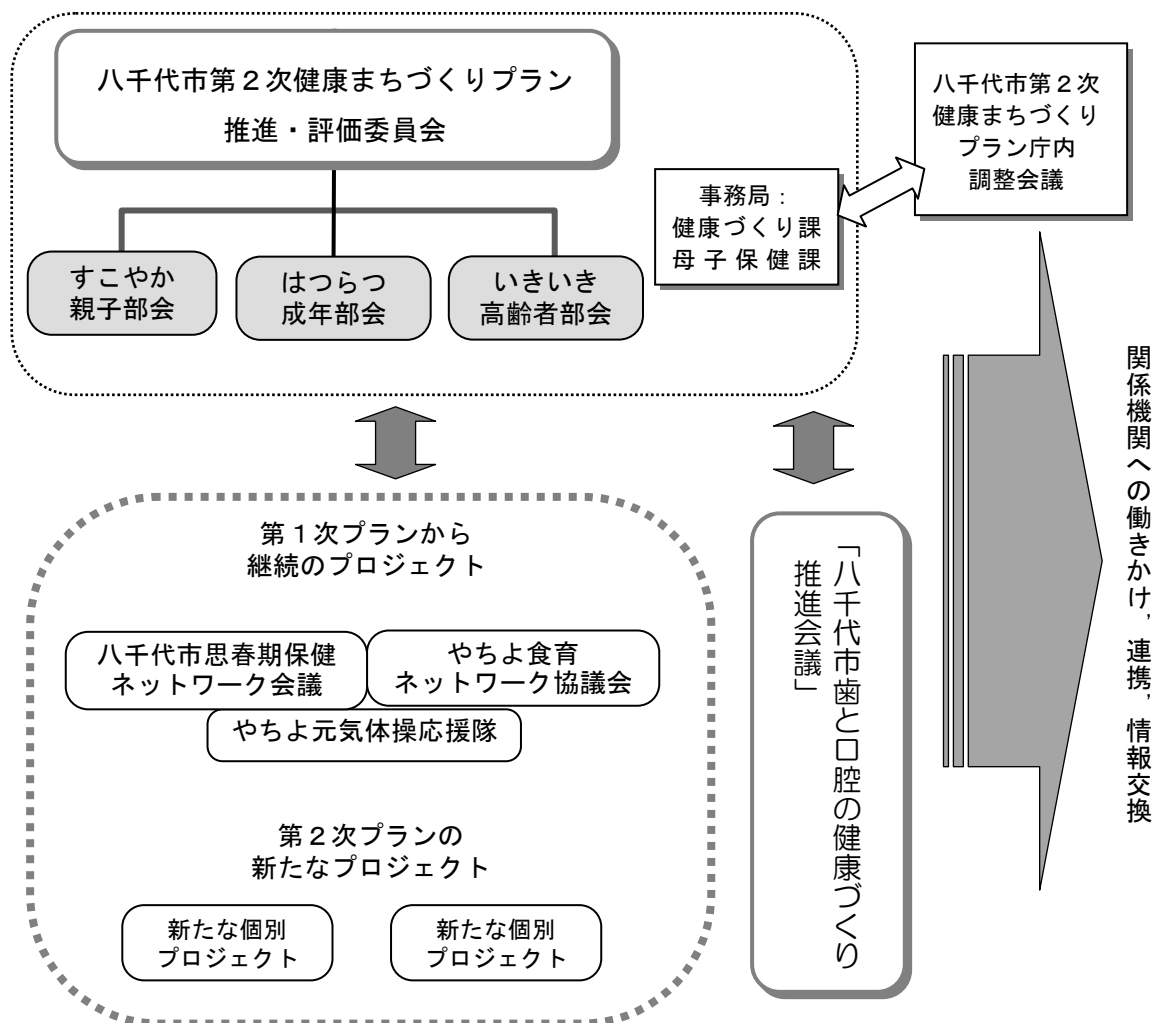 八千代市第２次健康まちづくりプラン
推進・評価委員会
すこやか
親子部会
はつらつ
成年部会
いきいき
高齢者部会
事務局：
健康づくり課
母子保健課
八千代市第２次
健康まちづくり
プラン庁内
調整会議
第１次プランから
継続のプロジェクト
八千代市思春期保健
ネットワーク会議
やちよ食育
ネットワーク協議会
やちよ元気体操応援隊
第２次プランの
新たなプロジェクト
新たな個別
プロジェクト
新たな個別
プロジェクト
「八千代市歯と口腔の健康づくり
推進会議」
関係機関への働きかけ，連携，情報交換